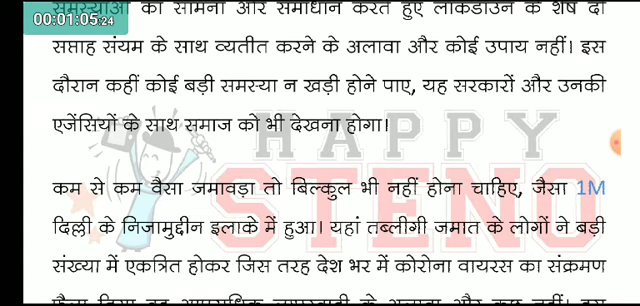 00:01:05:24
समस्याओं का सामना और समाधान करते हुए लॉकडाउन के शेष दो
सप्ताह संयम के साथ व्यतीत करने के अलावा और कोई उपाय नहीं। इस
दौरान कहीं कोई बड़ी समस्या न खड़ी होने पाए, यह सरकारों और उनकी
एजेंसियों के साथ समाज को भी देखना होगा।
HAPPY
STENO
कम से कम वैसा जमावड़ा तो बिल्कुल भी नहीं होना चाहिए, जैसा 1M
दिल्ली के निजामुद्दीन इलाके में हुआ। यहां तब्लीगी जमात के लोगों ने बड़ी
संख्या में एकत्रित होकर जिस तरह देश भर में कोरोना वायरस का संक्रमण